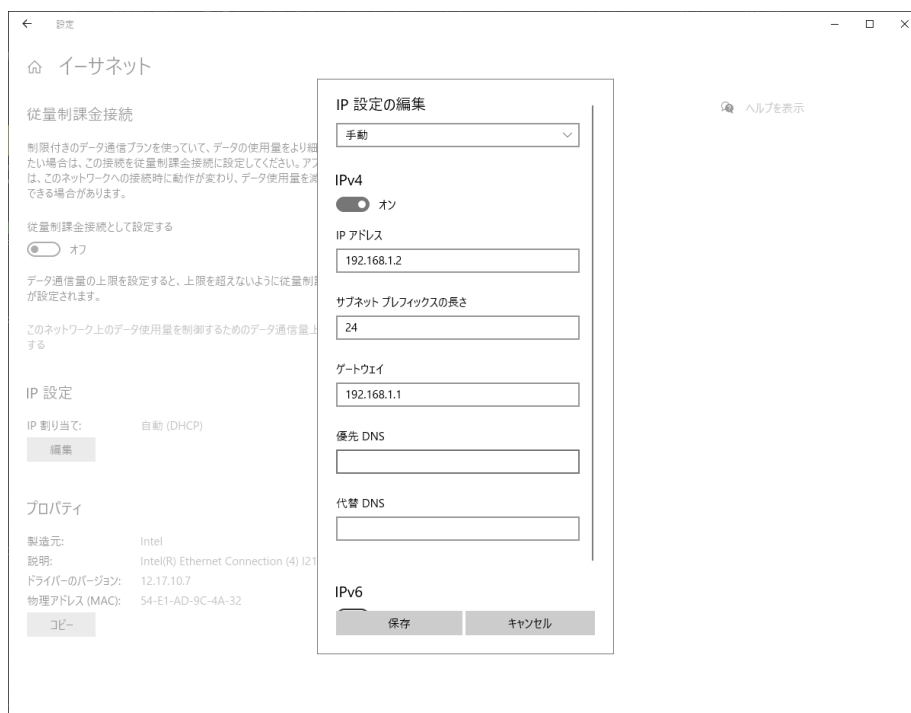 設定
イーサネット
従量制課金接続
制限付きのデータ通信プランを使っていて、データの使用量をより細
たい場合は、この接続を従量制課金接続に設定してください。アプ
は、このネットワークへの接続時に動作が変わり、データ使用量を減
できる場合があります。
従量制課金接続として設定する
オフ
データ通信量の上限を設定すると、上限を超えないように従量制課
が設定されます。
このネットワーク上のデータ使用量を制御するためのデータ通信量上
する
IP 設定
IP 割り当て: 自動 (DHCP)
編集
プロパティ
製造元: Intel
説明: Intel(R) Ethernet Connection (4) I21
ドライバーのバージョン: 12.17.10.7
物理アドレス (MAC): 54-E1-AD-9C-4A-32
コピー
IP 設定の編集
手動
IPv4
オン
IP アドレス
192.168.1.2
サブネット プレフィックスの長さ
24
ゲートウェイ
192.168.1.1
優先 DNS
代替 DNS
IPv6
保存 キャンセル
ヘルプを表示